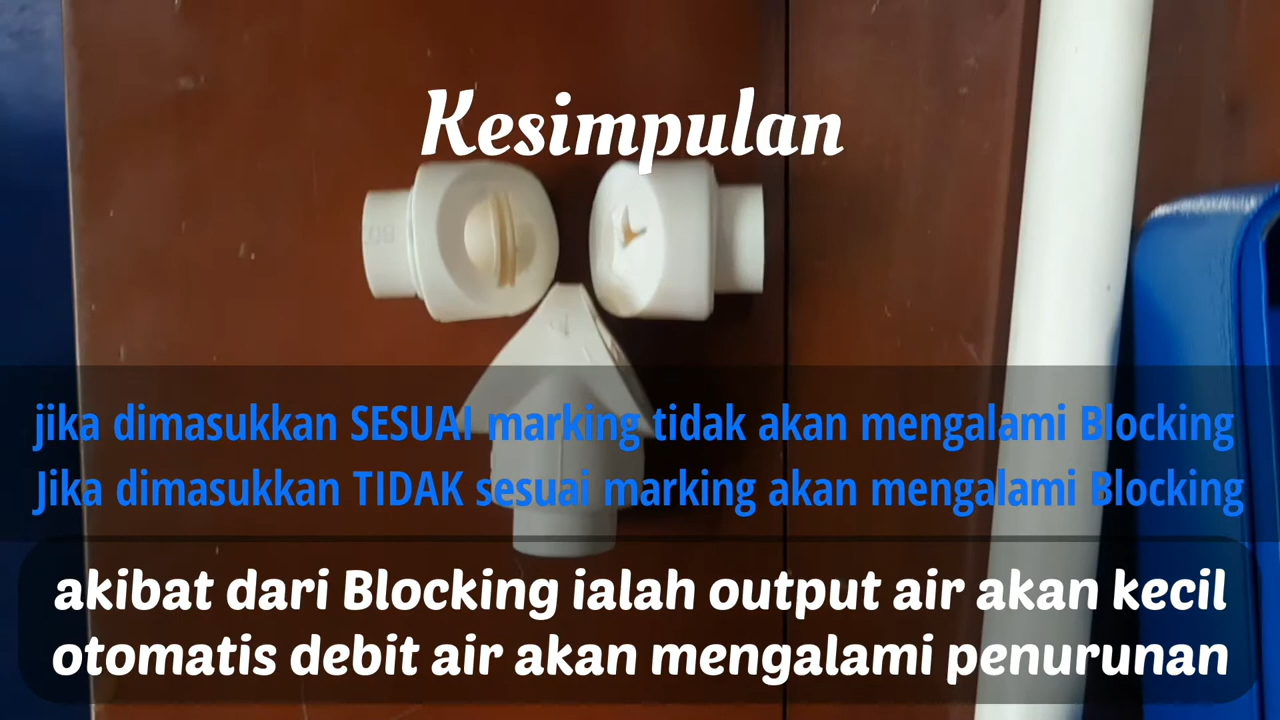 Kesimpulan
jika dimasukkan SESUAI marking tidak akan mengalami Blocking
Jika dimasukkan TIDAK sesuai marking akan mengalami Blocking
akibat dari Blocking ialah output air akan kecil
otomatis debit air akan mengalami penurunan